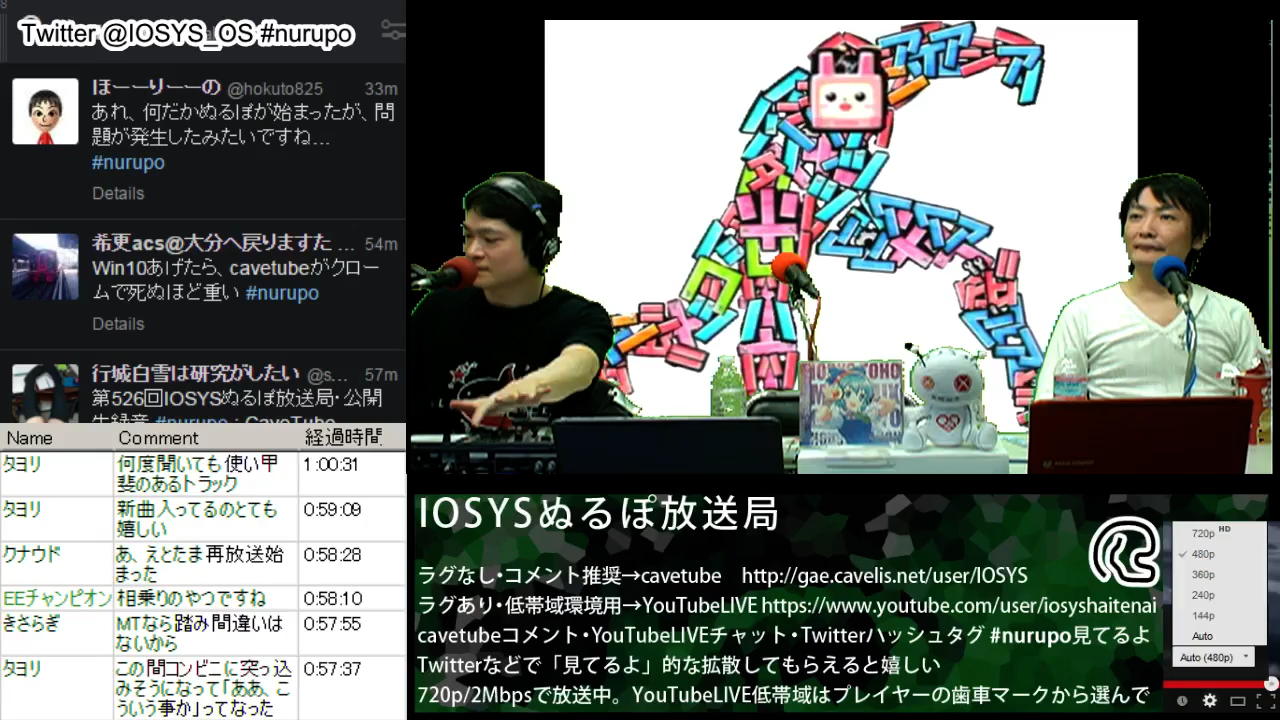 Twitter @IOSYS_OS #nurupo
ほーーりーーの @hokuto825 33m
あれ、何だかぬるぽが始まったが、問
題が発生したみたいですね…
#nurupo
Details
希更acs@大分へ戻りますた … 54m
Win10あげたら、cavetubeがクロー
ムで死ぬほど重い #nurupo
Details
行城白雪は研究がしたい @s… 57m
第526回IOSYSぬるぽ放送局・公開
生録音 #nurupo : CaveTube
Name Comment 経過時間
タヨリ 何度聞いても使い甲 1:00:31
斐のあるトラック
タヨリ 新曲入ってるのとても 0:59:09
嬉しい
クナウド あ、えとたま再放送始 0:58:28
まった
EEチャンピオン 相乗りのやつですね 0:58:10
きさらぎ MTなら踏み間違いは 0:57:55
ないから
タヨリ この間コンビニに突っ込 0:57:37
みそうになって「ああ、こ
ういう事か」ってなった
IOSYSぬるぽ放送局
ラグなし・コメント推奨→cavetube http://gae.cavelis.net/user/IOSYS
ラグあり・低帯域環境用→YouTubeLIVE https://www.youtube.com/user/iosyshaitenai
cavetubeコメント・YouTubeLIVEチャット・Twitterハッシュタグ #nurupo見てるよ
Twitterなどで「見てるよ」的な拡散してもらえると嬉しい
720p/2Mbpsで放送中。YouTubeLIVE低帯域はプレイヤーの歯車マークから選んで
720p HD
480p
360p
240p
144p
Auto
Auto (480p)